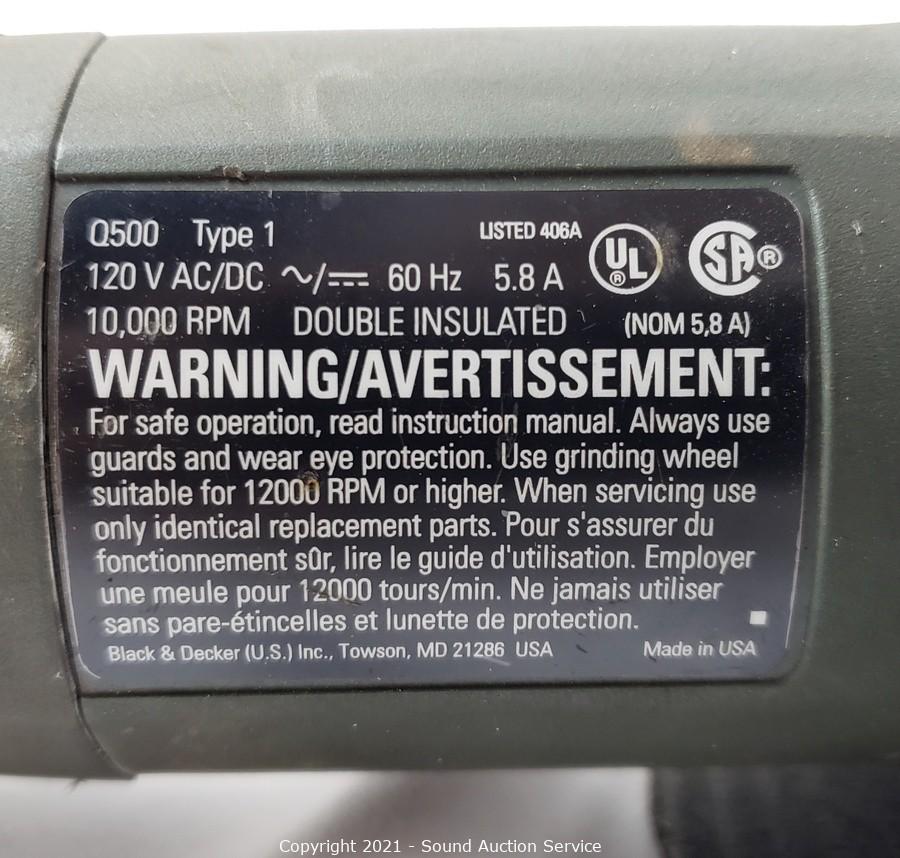 Q500 Type 1 LISTED 406A UL ® SA ®
120 V AC/DC ~/⎓ 60 Hz 5.8 A
10,000 RPM DOUBLE INSULATED (NOM 5,8 A)
WARNING/AVERTISSEMENT:
For safe operation, read instruction manual. Always use
guards and wear eye protection. Use grinding wheel
suitable for 12000 RPM or higher. When servicing use
only identical replacement parts. Pour s'assurer du
fonctionnement sûr, lire le guide d'utilisation. Employer
une meule pour 12000 tours/min. Ne jamais utiliser
sans pare-étincelles et lunette de protection.
Black & Decker (U.S.) Inc., Towson, MD 21286 USA Made in USA
Copyright 2021 - Sound Auction Service